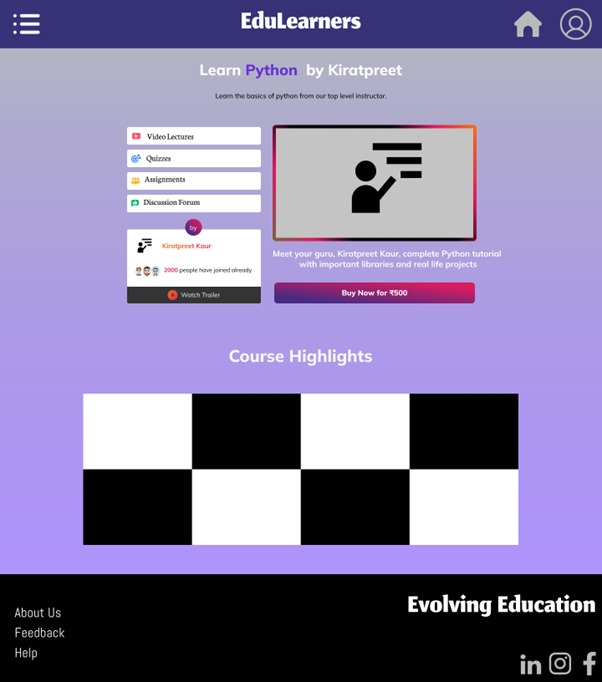 EduLearners
Learn Python by Kiratpreet
Learn the basics of python from our top level instructor.
Video Lectures
Quizzes
Assignments
Discussion Forum
by
Kiratpreet Kaur
2000 people have joined already
Watch Trailer
Meet your guru, Kiratpreet Kaur, complete Python tutorial
with important libraries and real life projects
Buy Now for ₹500
Course Highlights
About Us
Feedback
Help
Evolving Education